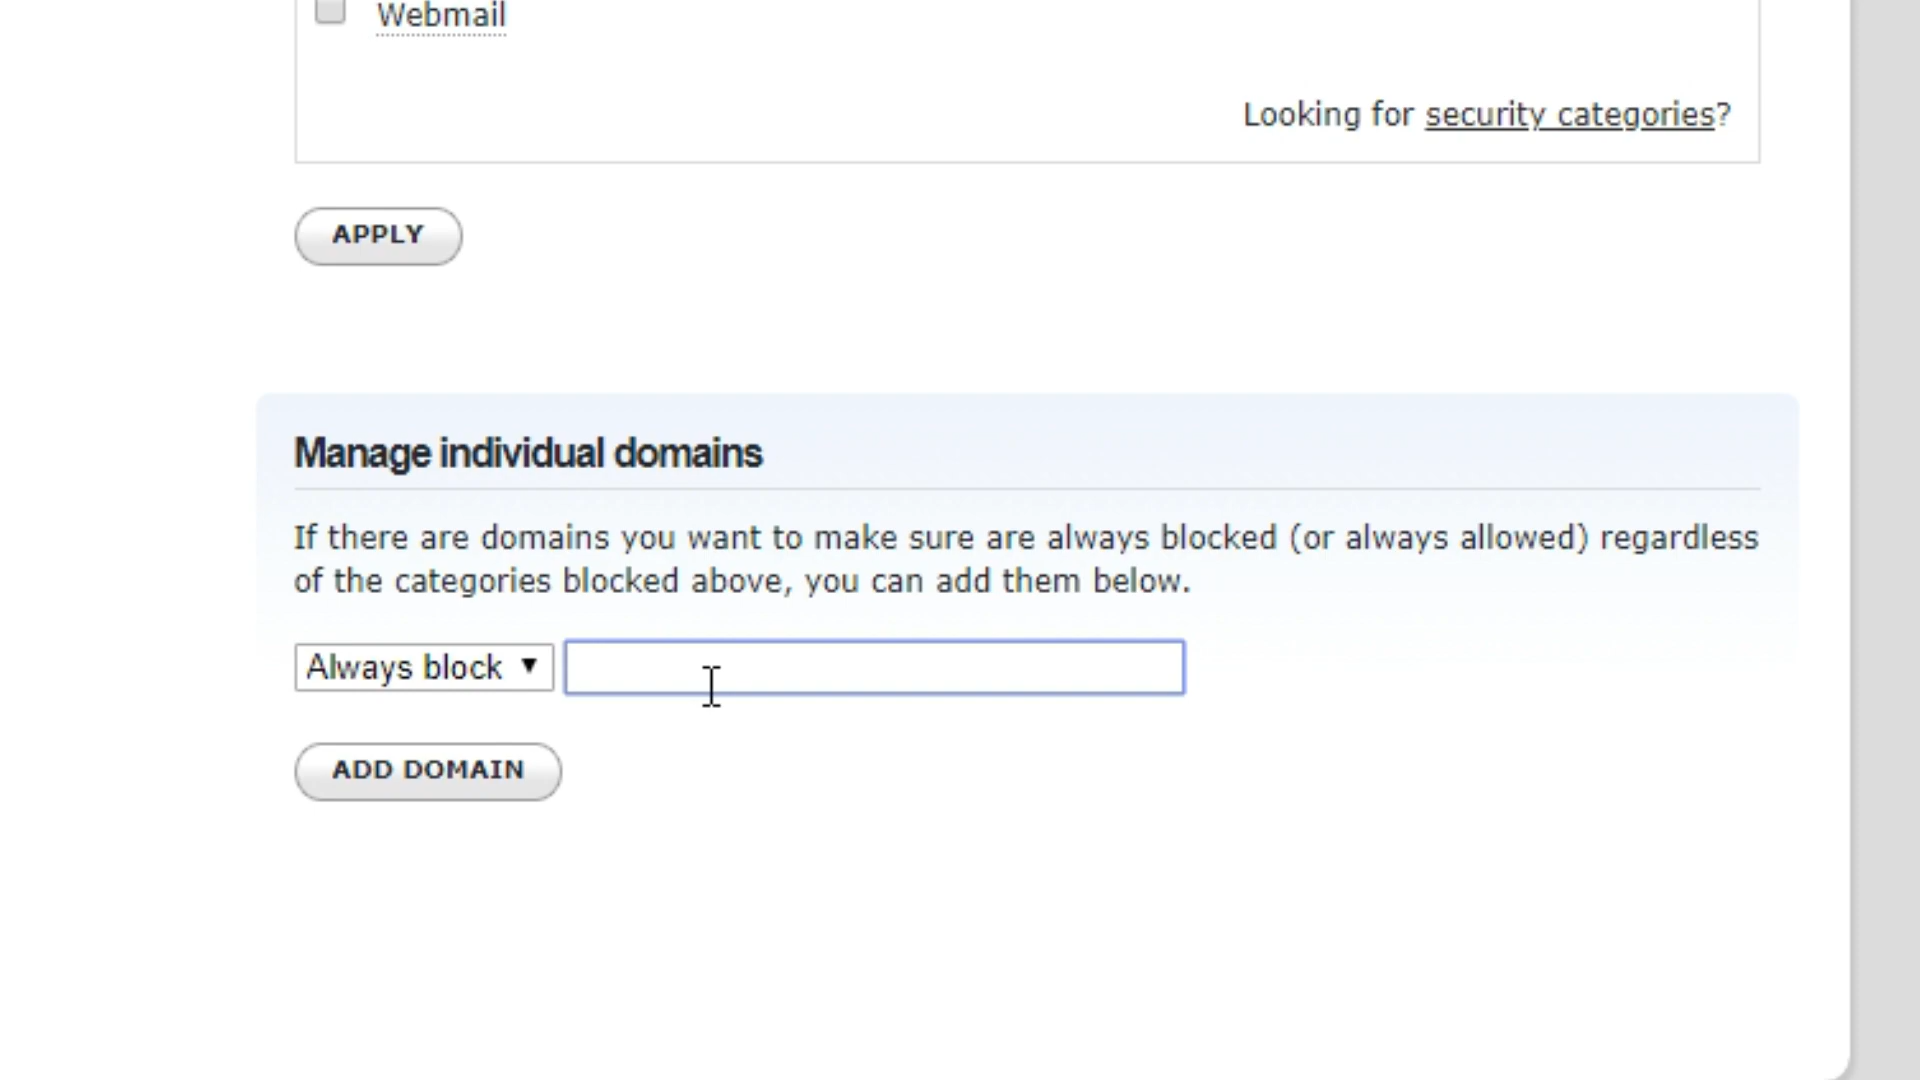 Webmail
Looking for security categories?
APPLY
Manage individual domains
If there are domains you want to make sure are always blocked (or always allowed) regardless
of the categories blocked above, you can add them below.
Always block
ADD DOMAIN